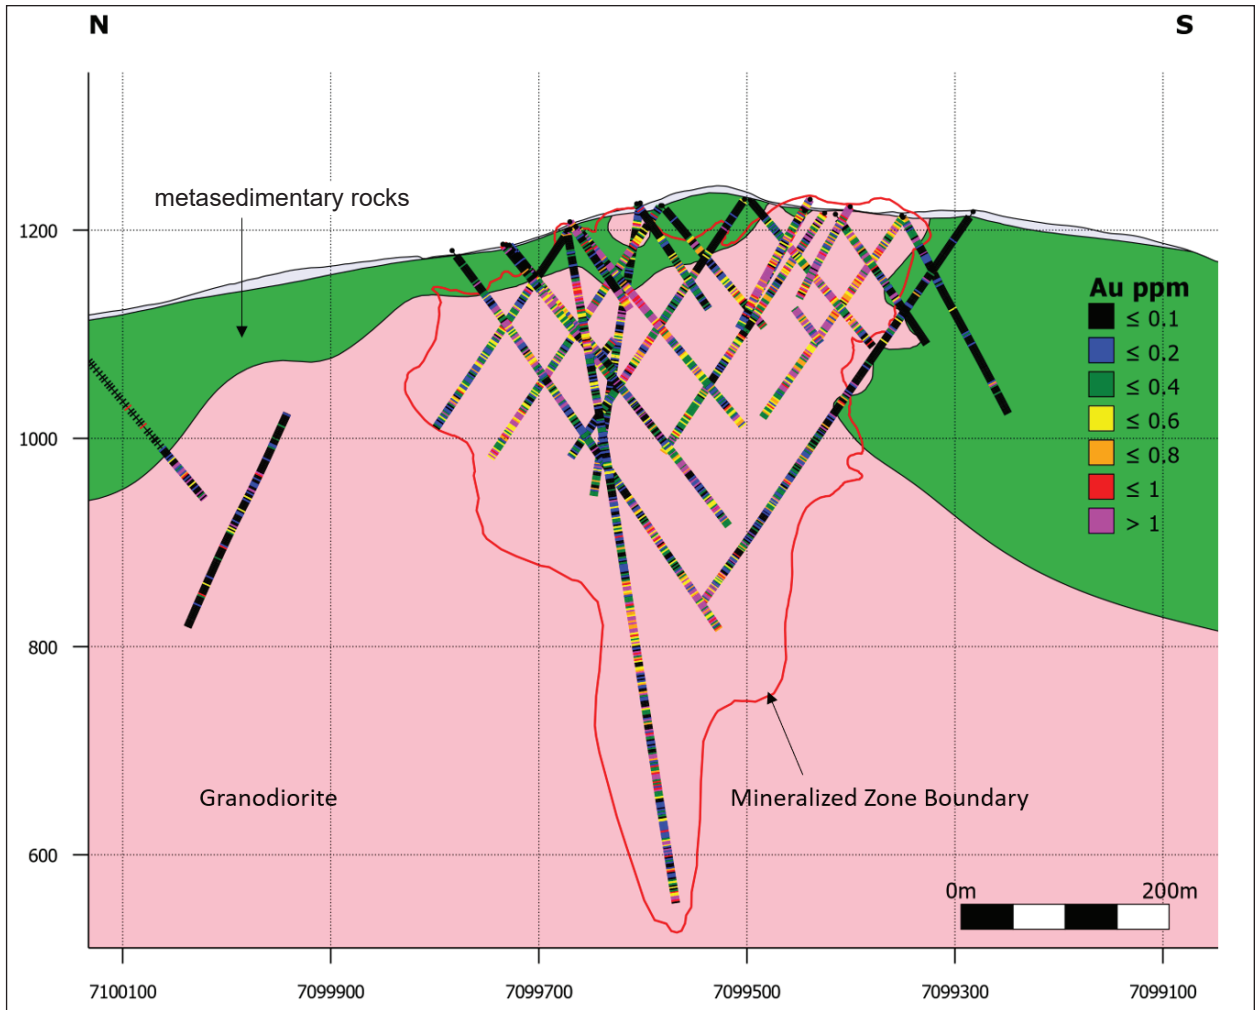 N
S
metasedimentary rocks
1200
1000
800
600
Au ppm
≤ 0.1
≤ 0.2
≤ 0.4
≤ 0.6
≤ 0.8
≤ 1
> 1
Granodiorite
Mineralized Zone Boundary
0m 200m
7100100 7099900 7099700 7099500 7099300 7099100